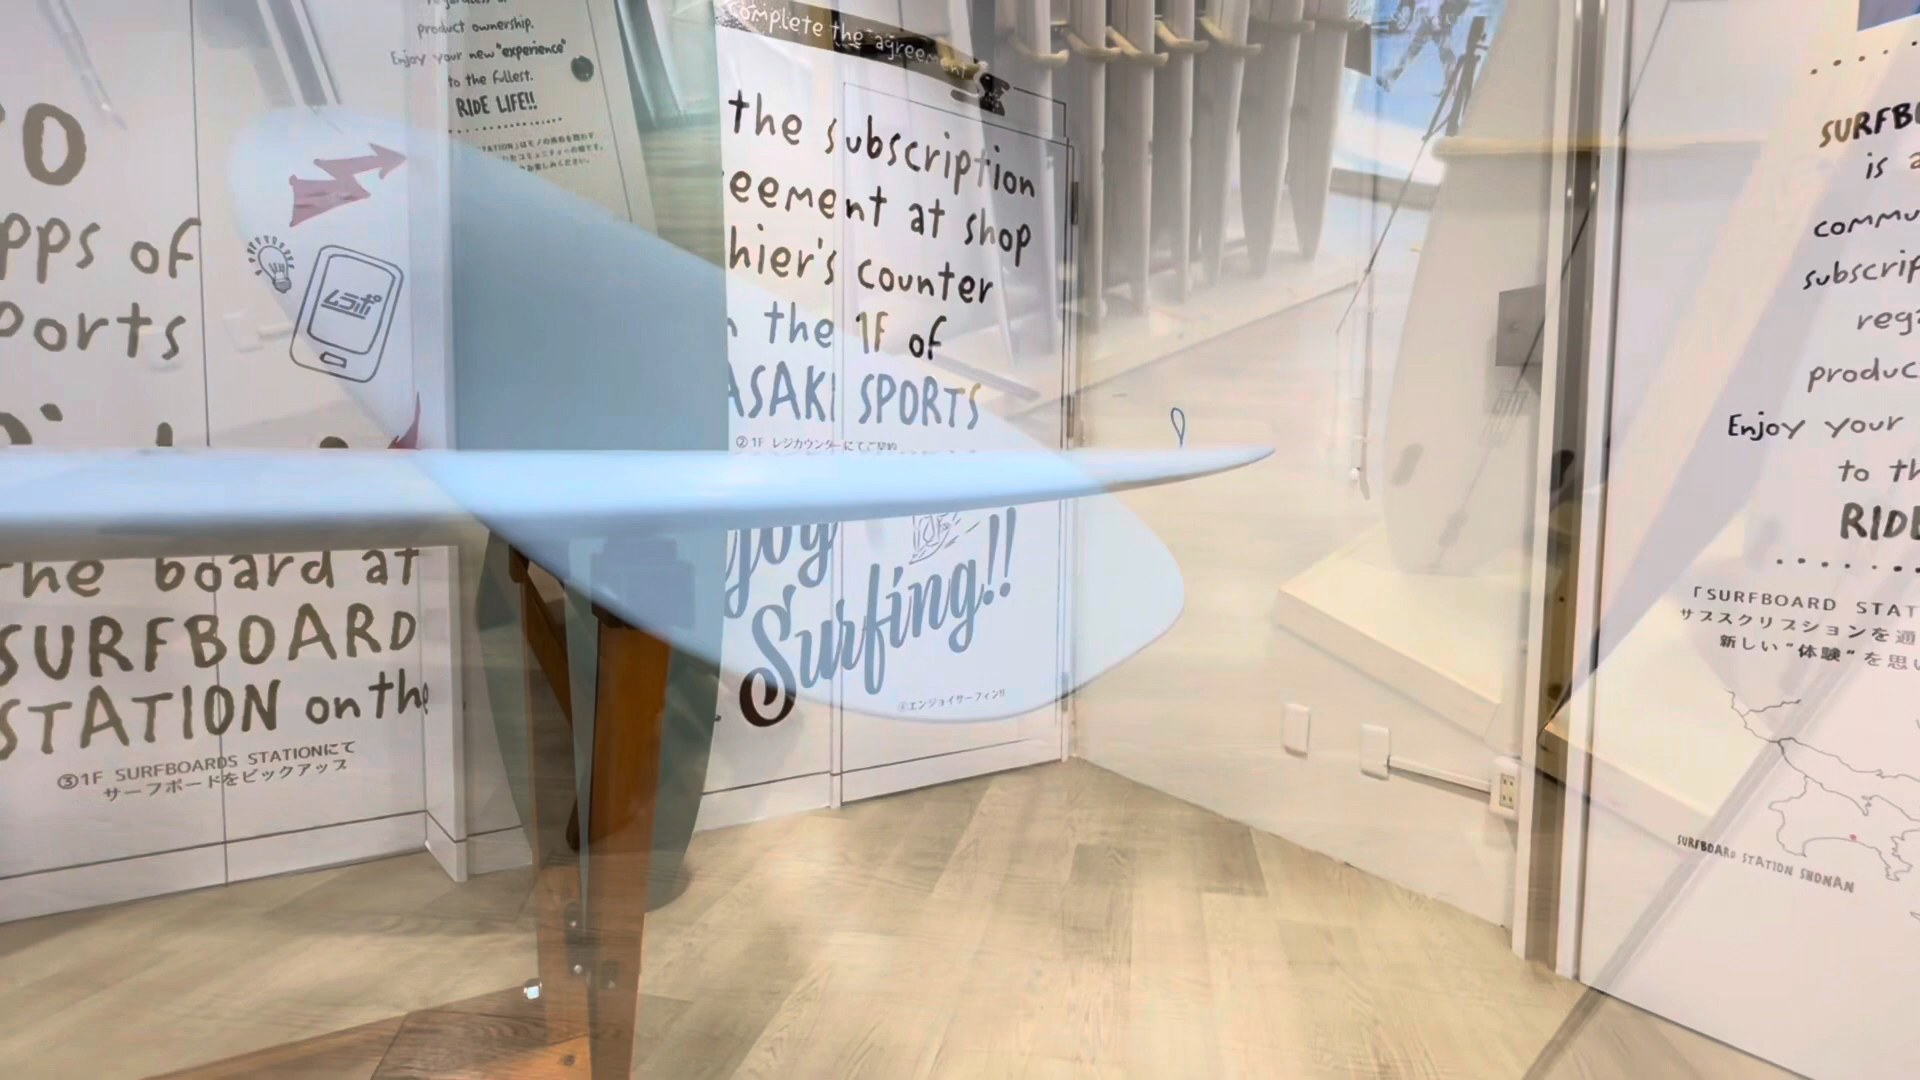 product ownership.
Enjoy your new "experience"
to the fullest.
RIDE LIFE!!
complete the agreement
the subscription
eement at shop
hier's counter
the 1F of
ASAKI SPORTS
②1F レジカウンターにてご契約
pps of
ports
ムラポ
the board at
SURFBOARD
STATION on the
③1F SURFBOARDS STATIONにて
サーフボードをピックアップ
joy
Surfing!!
④エンジョイサーフィン!!
SURFB
is a
commu
subscrip
rega
produc
Enjoy your
to th
RIDE
「SURFBOARD STAT
サブスクリプションを通
新しい"体験"を思い
SURFBOARD STATION SHONAN